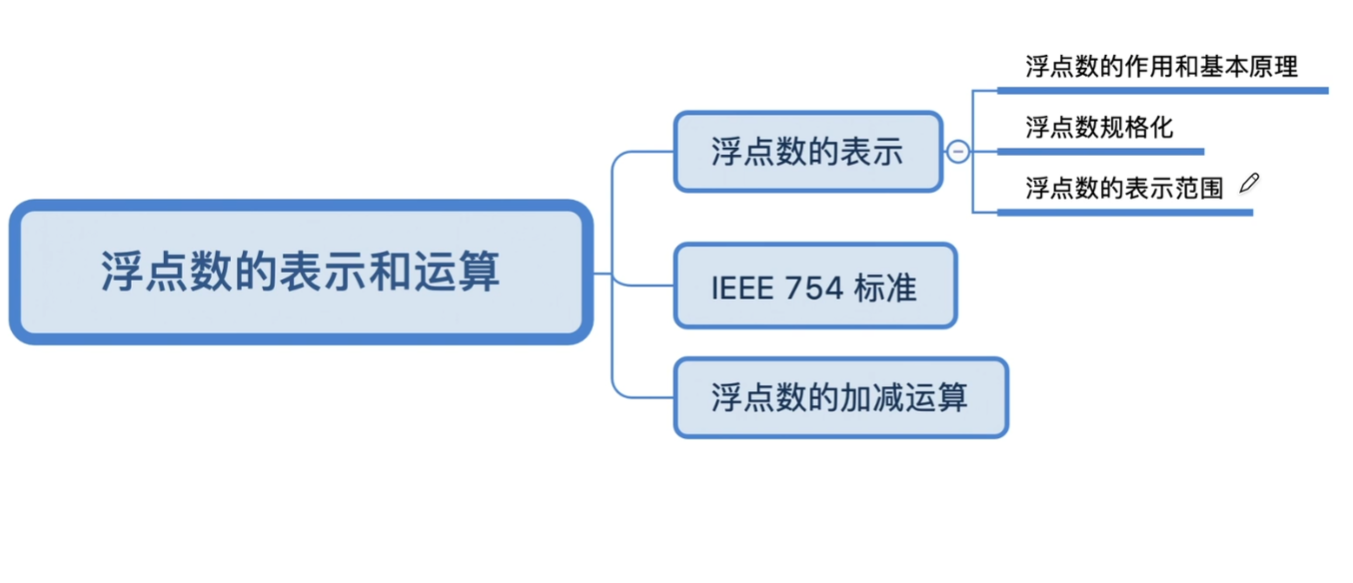 浮点数的表示和运算
浮点数的表示
浮点数的作用和基本原理
浮点数规格化
浮点数的表示范围
IEEE 754 标准
浮点数的加减运算